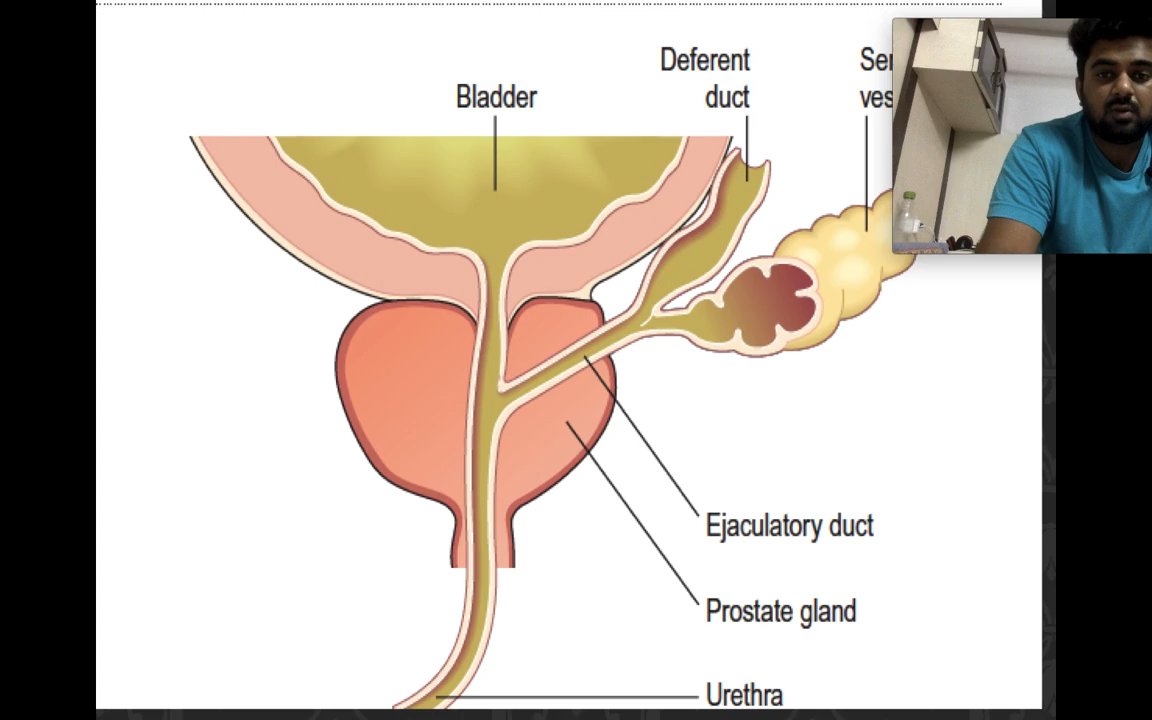 Deferent
duct
Bladder
Ejaculatory duct
Prostate gland
Urethra